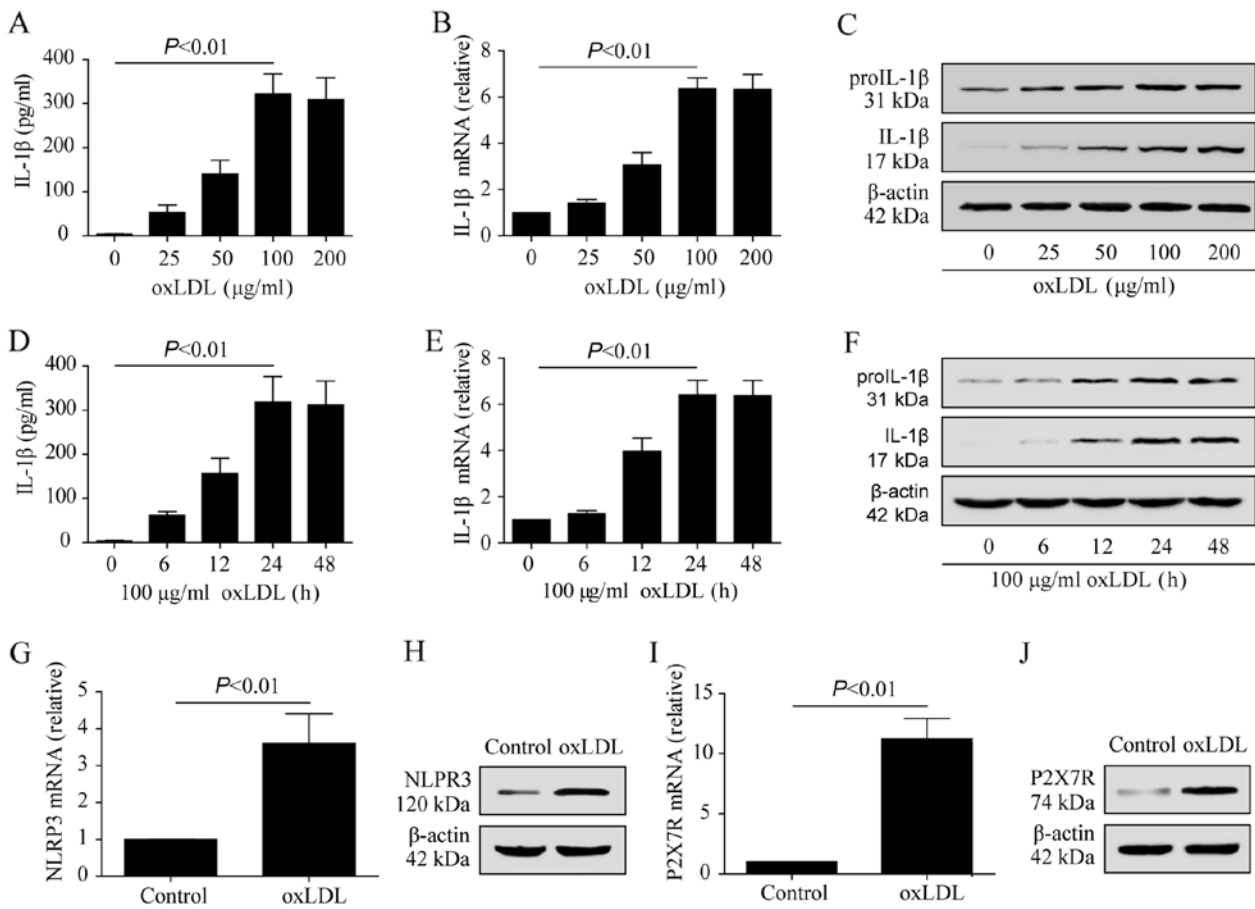 A
P<0.01
IL-1β (pg/ml)
400
300
200
100
0
0 25 50 100 200
oxLDL (μg/ml)
B
P<0.01
IL-1β mRNA (relative)
8
6
4
2
0
0 25 50 100 200
oxLDL (μg/ml)
C
proIL-1β
31 kDa
IL-1β
17 kDa
β-actin
42 kDa
0 25 50 100 200
oxLDL (μg/ml)
D
P<0.01
IL-1β (pg/ml)
400
300
200
100
0
0 6 12 24 48
100 μg/ml oxLDL (h)
E
P<0.01
IL-1β mRNA (relative)
8
6
4
2
0
0 6 12 24 48
100 μg/ml oxLDL (h)
F
proIL-1β
31 kDa
IL-1β
17 kDa
β-actin
42 kDa
0 6 12 24 48
100 μg/ml oxLDL (h)
G
P<0.01
NLRP3 mRNA (relative)
5
4
3
2
1
0
Control oxLDL
H
Control oxLDL
NLPR3
120 kDa
β-actin
42 kDa
I
P<0.01
P2X7R mRNA (relative)
15
10
5
0
Control oxLDL
J
Control oxLDL
P2X7R
74 kDa
β-actin
42 kDa